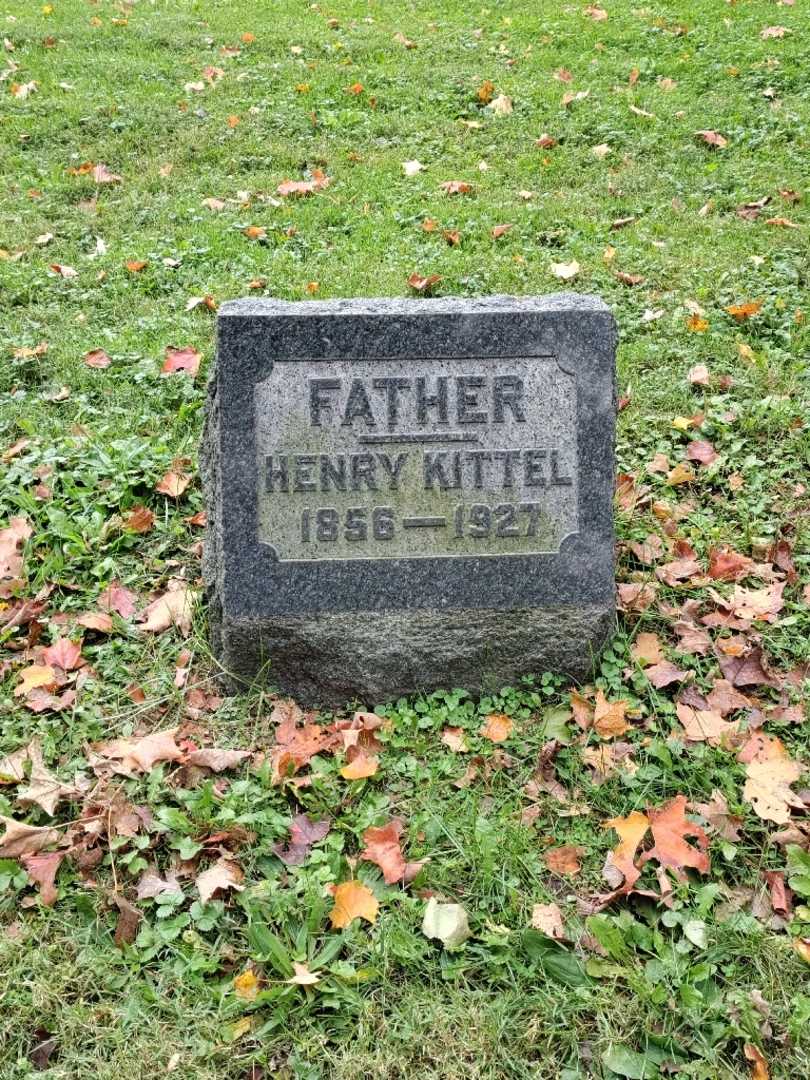 FATHER
HENRY KITTEL
1856—1927